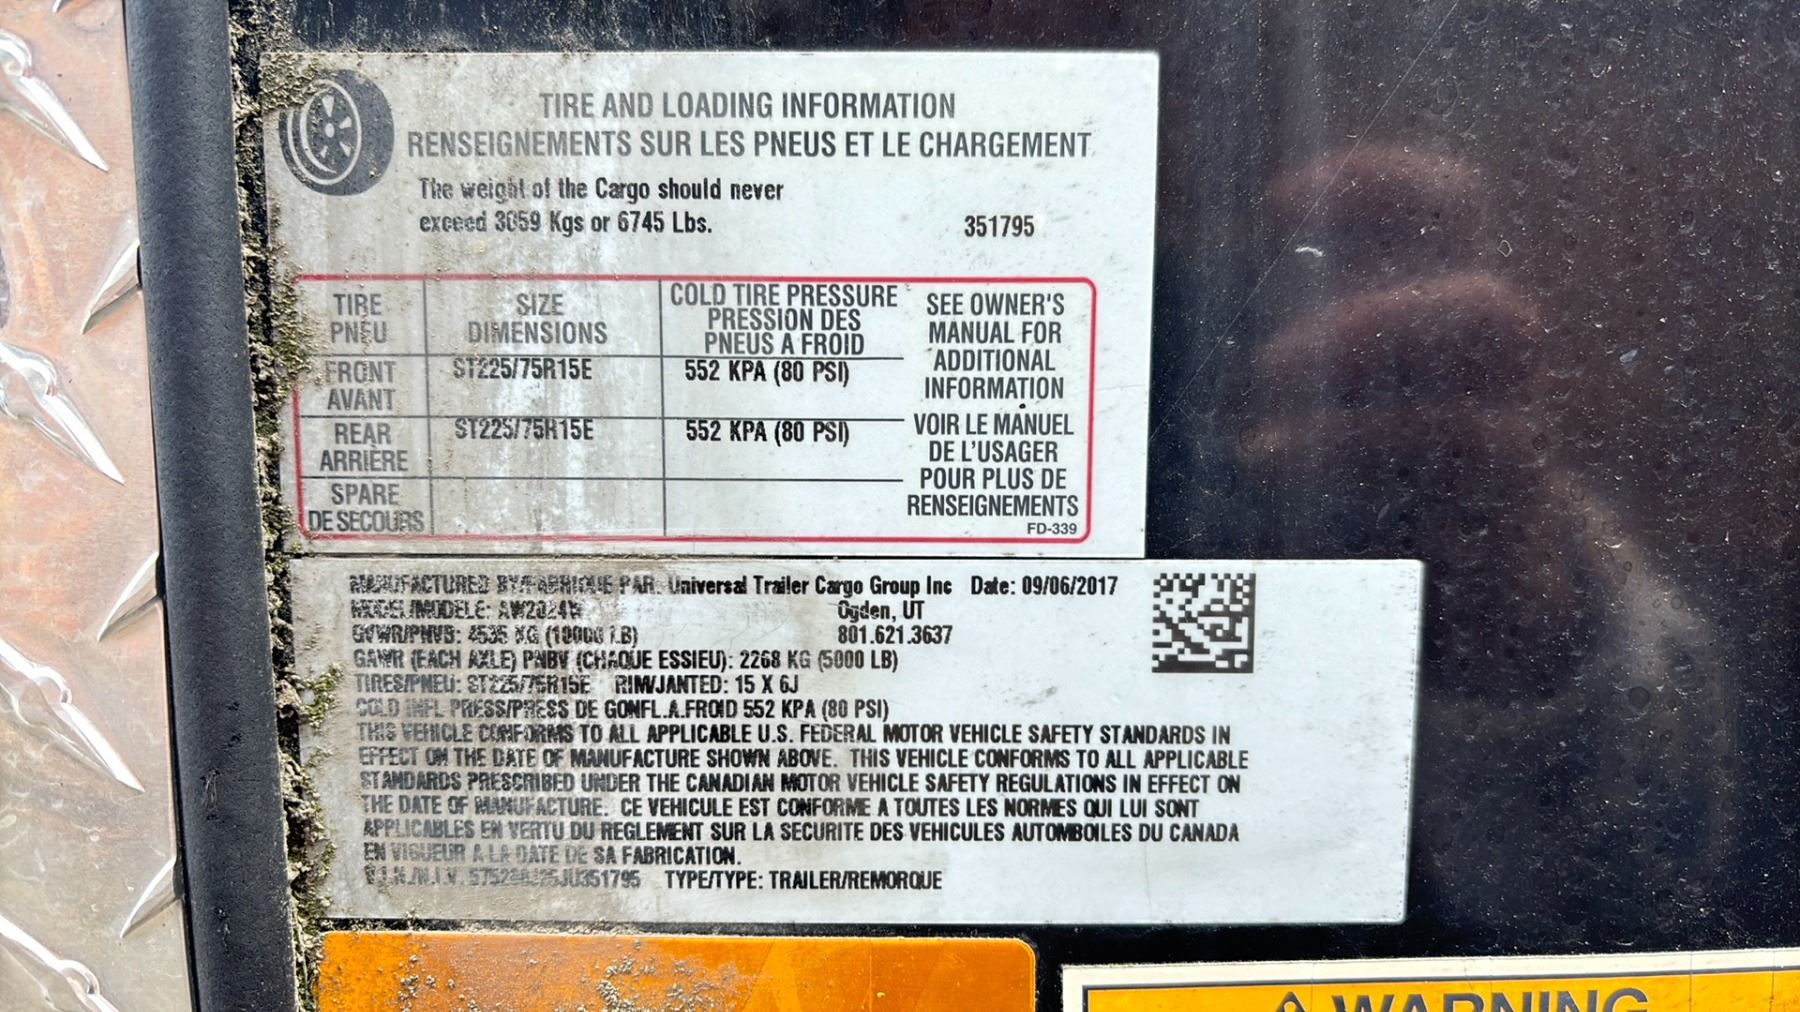 TIRE AND LOADING INFORMATION
RENSEIGNEMENTS SUR LES PNEUS ET LE CHARGEMENT
The weight of the Cargo should never
exceed 3059 Kgs or 6745 Lbs.
351795
TIRE
PNEU
SIZE
DIMENSIONS
COLD TIRE PRESSURE
PRESSION DES
PNEUS A FROID
FRONT
AVANT
ST225/75R15E
552 KPA (80 PSI)
REAR
ARRIÈRE
ST225/75R15E
552 KPA (80 PSI)
SPARE
DE SECOURS
SEE OWNER'S
MANUAL FOR
ADDITIONAL
INFORMATION
VOIR LE MANUEL
DE L'USAGER
POUR PLUS DE
RENSEIGNEMENTS
FD-339
MANUFACTURED BY/FABRIQUE PAR: Universal Trailer Cargo Group Inc Date: 09/06/2017
MODEL/MODELE: Ogden, UT
GVWR/PNVB: 4535 KG (10000 LB) 801.621.3637
GAWR (EACH AXLE) PNBV (CHAQUE ESSIEU): 2268 KG (5000 LB)
TIRES/PNEU: ST225/75R15E RIM/JANTED: 15 X 6J
COLD INFL PRESS/PRESS DE GONFL.A.FROID 552 KPA (80 PSI)
THIS VEHICLE CONFORMS TO ALL APPLICABLE U.S. FEDERAL MOTOR VEHICLE SAFETY STANDARDS IN
EFFECT ON THE DATE OF MANUFACTURE SHOWN ABOVE. THIS VEHICLE CONFORMS TO ALL APPLICABLE
STANDARDS PRESCRIBED UNDER THE CANADIAN MOTOR VEHICLE SAFETY REGULATIONS IN EFFECT ON
THE DATE OF MANUFACTURE. CE VEHICULE EST CONFORME A TOUTES LES NORMES QUI LUI SONT
APPLICABLES EN VERTU DU REGLEMENT SUR LA SECURITE DES VEHICULES AUTOMBOILES DU CANADA
EN VIGUEUR A LA DATE DE SA FABRICATION.
V.I.N./N.I.V. TYPE/TYPE: TRAILER/REMORQUE
WARNING